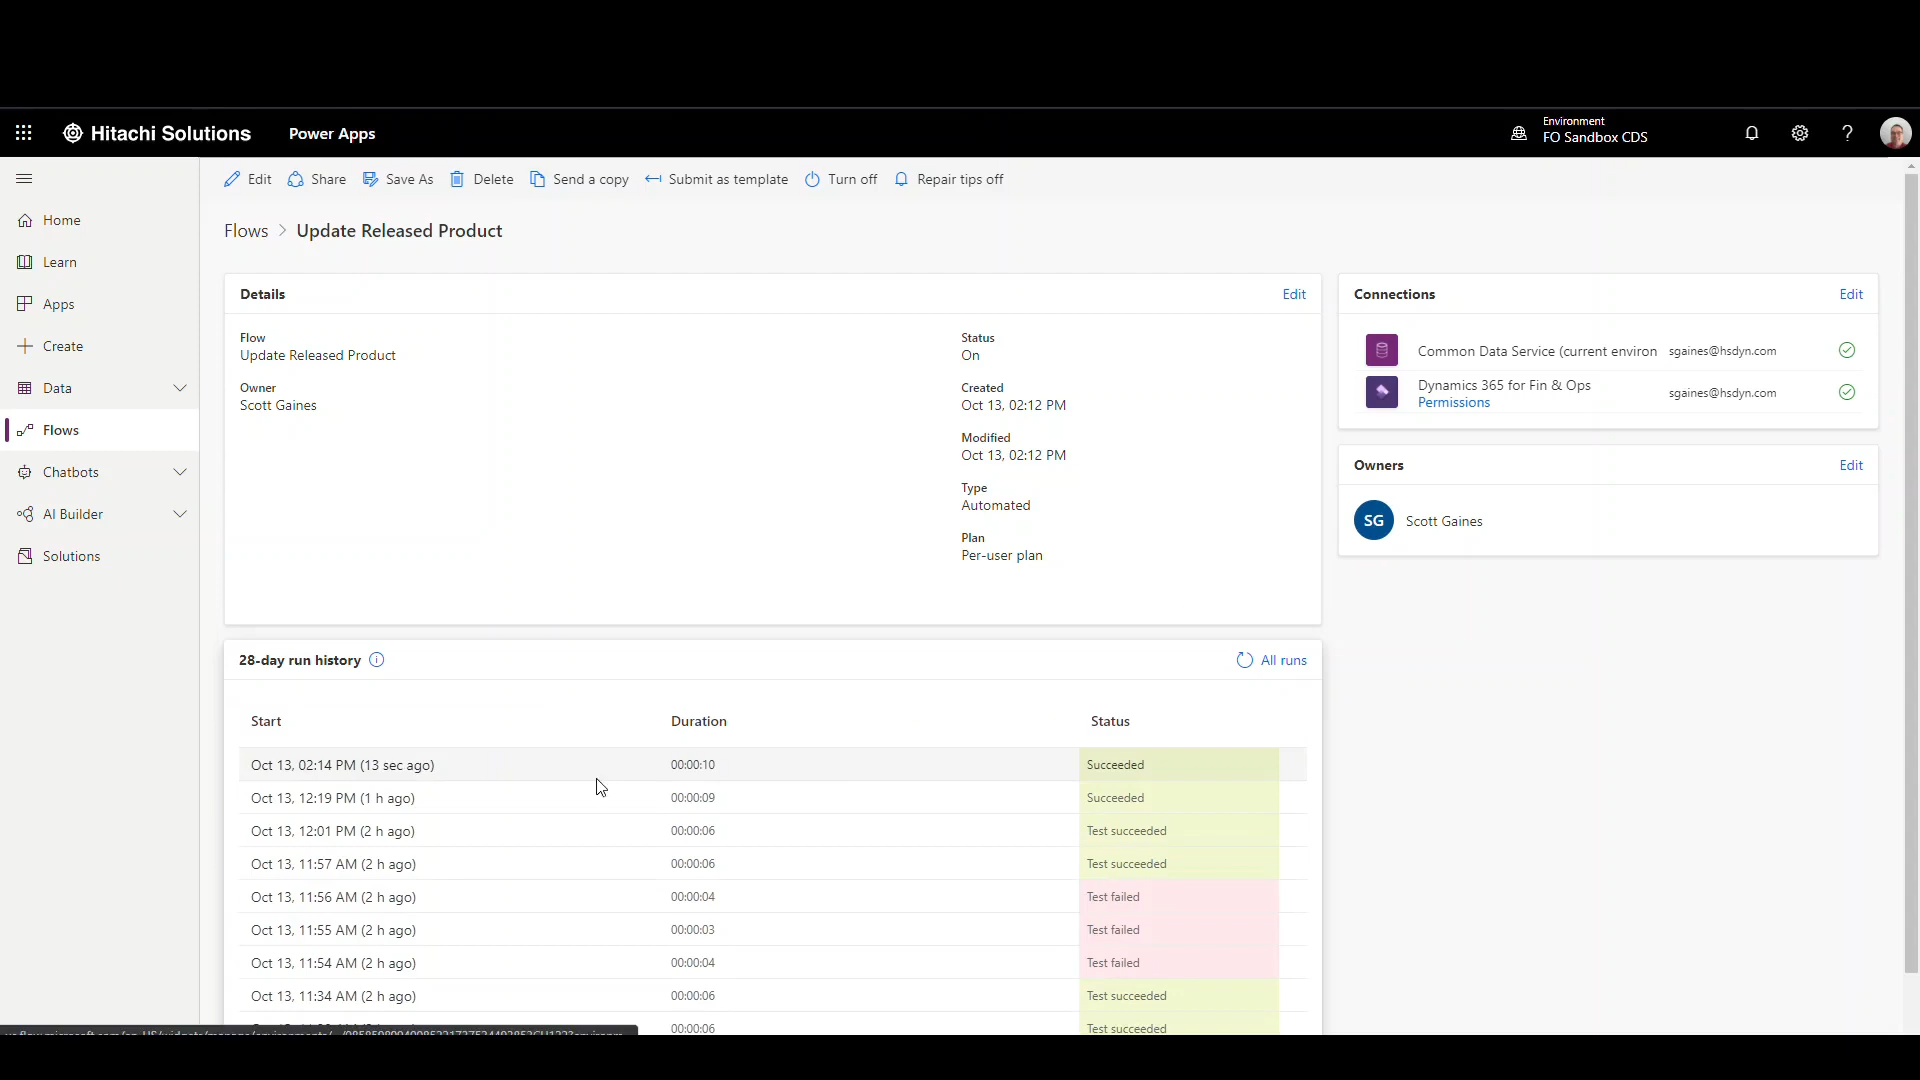 Hitachi Solutions
Power Apps
Environment
FO Sandbox CDS
Edit
Share
Save As
Delete
Send a copy
Submit as template
Turn off
Repair tips off
Home
Learn
Apps
Create
Data
Flows
Chatbots
AI Builder
Solutions
Flows > Update Released Product
Details
Edit
Flow
Update Released Product
Owner
Scott Gaines
Status
On
Created
Oct 13, 02:12 PM
Modified
Oct 13, 02:12 PM
Type
Automated
Plan
Per-user plan
Connections
Edit
Common Data Service (current environ sgaines@hsdyn.com
Dynamics 365 for Fin & Ops
Permissions
sgaines@hsdyn.com
Owners
Edit
SG Scott Gaines
28-day run history
All runs
Start Duration Status
Oct 13, 02:14 PM (13 sec ago) 00:00:10 Succeeded
Oct 13, 12:19 PM (1 h ago) 00:00:09 Succeeded
Oct 13, 12:01 PM (2 h ago) 00:00:06 Test succeeded
Oct 13, 11:57 AM (2 h ago) 00:00:06 Test succeeded
Oct 13, 11:56 AM (2 h ago) 00:00:04 Test failed
Oct 13, 11:55 AM (2 h ago) 00:00:03 Test failed
Oct 13, 11:54 AM (2 h ago) 00:00:04 Test failed
Oct 13, 11:34 AM (2 h ago) 00:00:06 Test succeeded
00:00:06 Test succeeded